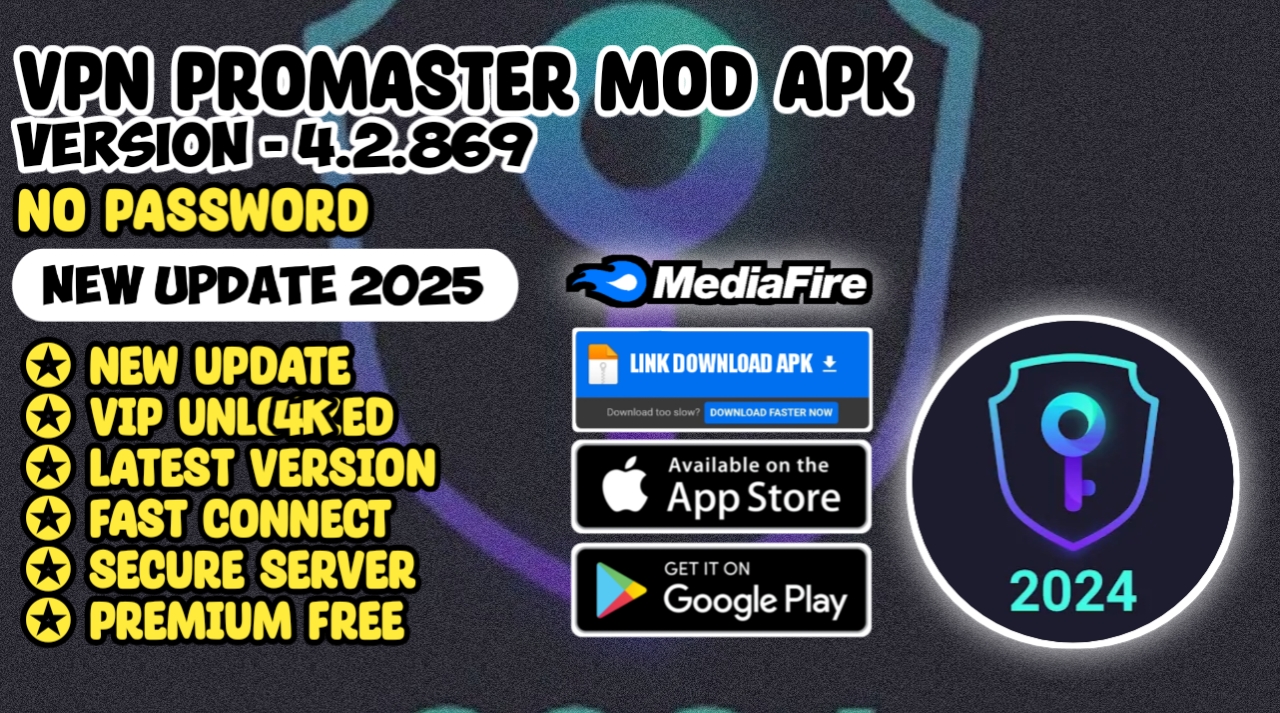 VPN PROMASTER MOD APK
VERSION - 4.2.869
NO PASSWORD
NEW UPDATE 2025
NEW UPDATE
VIP UNL(4K)ED
LATEST VERSION
FAST CONNECT
SECURE SERVER
PREMIUM FREE
MediaFire
LINK DOWNLOAD APK
Download too slow? DOWNLOAD FASTER NOW
Available on the
App Store
GET IT ON
Google Play
2024